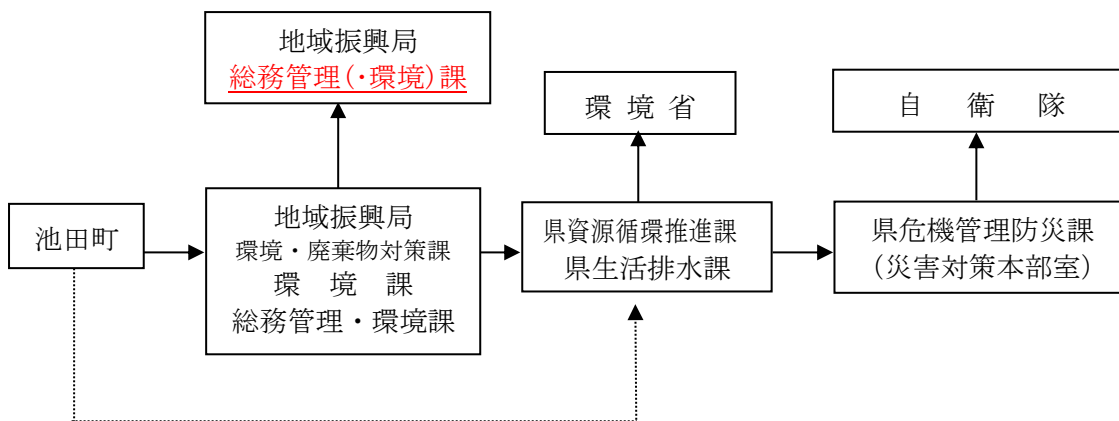 地域振興局
総務管理(・環境)課
環境省
自衛隊
池田町
地域振興局
環境・廃棄物対策課
環境課
総務管理・環境課
県資源循環推進課
県生活排水課
県危機管理防災課
(災害対策本部室)